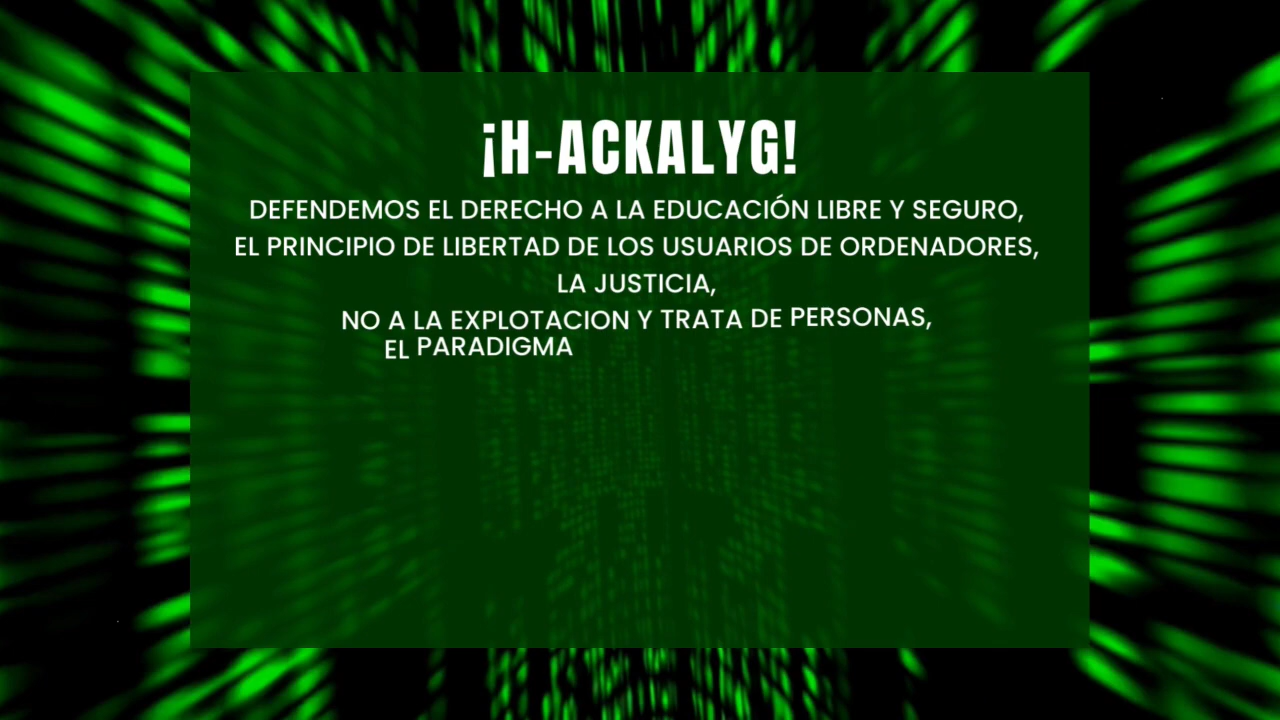 ¡H-ACKALYG!
DEFENDEMOS EL DERECHO A LA EDUCACIÓN LIBRE Y SEGURO,
EL PRINCIPIO DE LIBERTAD DE LOS USUARIOS DE ORDENADORES,
LA JUSTICIA,
NO A LA EXPLOTACION Y TRATA DE PERSONAS,
EL PARADIGMA